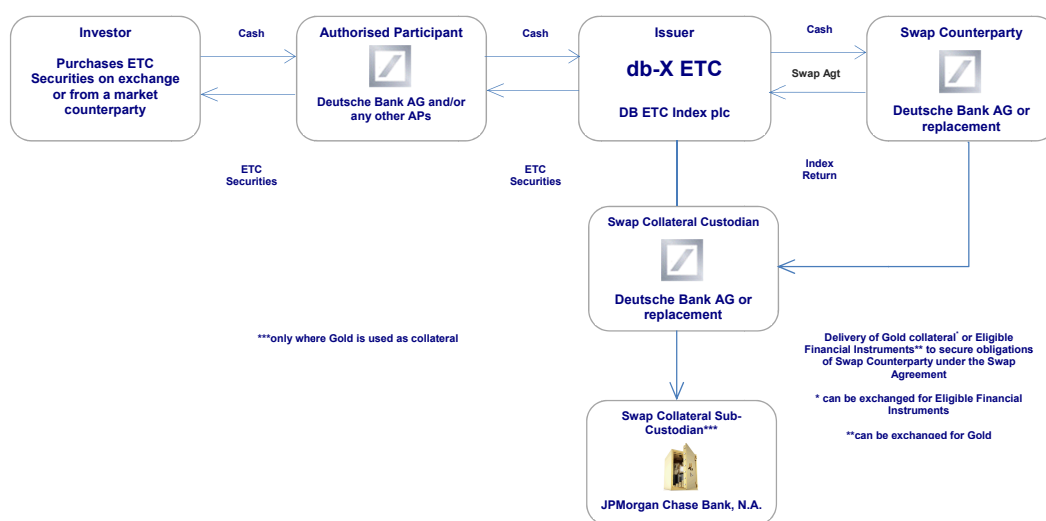 Investor
Purchases ETC
Securities on exchange
or from a market
counterparty
Cash
ETC
Securities
Authorised Participant
Deutsche Bank AG and/or
any other APs
Cash
ETC
Securities
Issuer
db-X ETC
DB ETC Index plc
Cash
Swap Agt
Index
Return
Swap Counterparty
Deutsche Bank AG or
replacement
Swap Collateral Custodian
Deutsche Bank AG or
replacement
***only where Gold is used as collateral
Delivery of Gold collateral* or Eligible
Financial Instruments** to secure obligations
of Swap Counterparty under the Swap
Agreement
* can be exchanged for Eligible Financial
Instruments
**can be exchanged for Gold
Swap Collateral Sub-
Custodian***
JPMorgan Chase Bank, N.A.